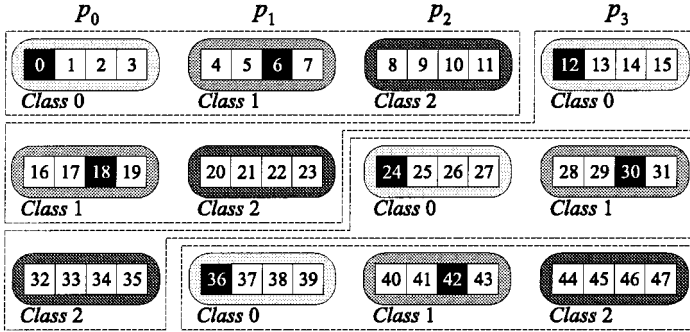 p0 p1 p2 p3
0 1 2 3 4 5 6 7 8 9 10 11 12 13 14 15
Class 0 Class 1 Class 2 Class 0
16 17 18 19 20 21 22 23 24 25 26 27 28 29 30 31
Class 1 Class 2 Class 0 Class 1
32 33 34 35 36 37 38 39 40 41 42 43 44 45 46 47
Class 2 Class 0 Class 1 Class 2